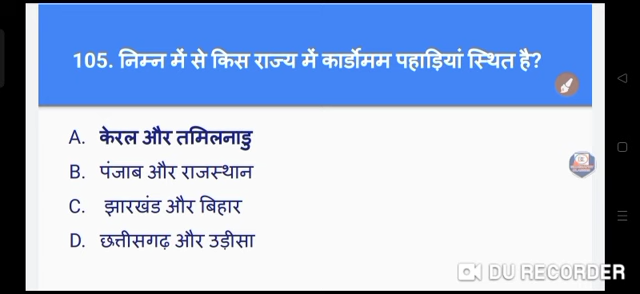 105. निम्न में से किस राज्य में कार्डोमम पहाड़ियां स्थित है?
A. केरल और तमिलनाडु
B. पंजाब और राजस्थान
C. झारखंड और बिहार
D. छत्तीसगढ़ और उड़ीसा
DU RECORDER